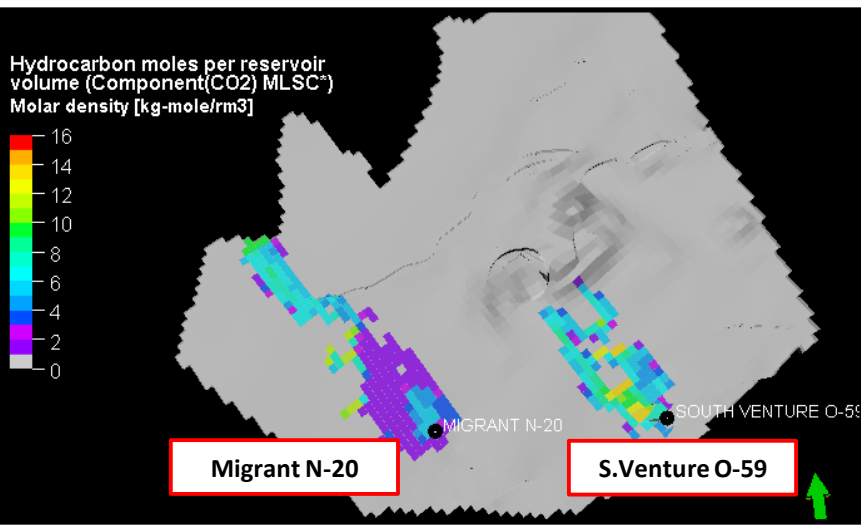 Hydrocarbon moles per reservoir
volume (Component(CO2) MLSC*)
Molar density [kg-mole/rm3]
16
14
12
10
8
6
4
2
0
MIGRANT N-20
SOUTH VENTURE O-59
Migrant N-20
S.Venture O-59